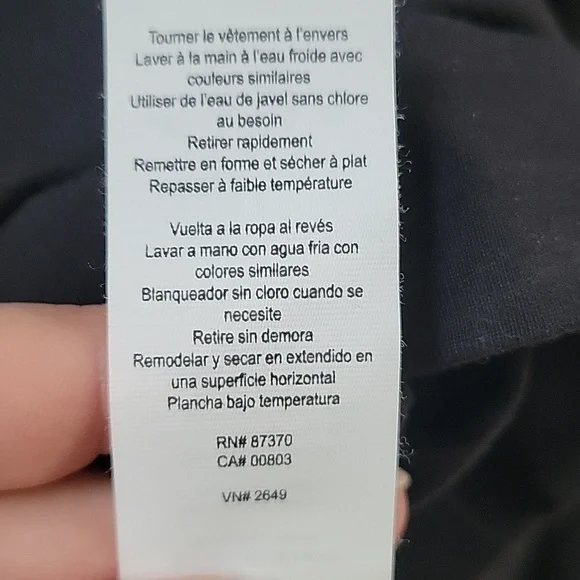 Tourner le vêtement à l'envers
Laver à la main à l'eau froide avec
couleurs similaires
Utiliser de l'eau de javel sans chlore
au besoin
Retirer rapidement
Remettre en forme et sécher à plat
Repasser à faible température
Vuelta a la ropa al revés
Lavar a mano con agua fria con
colores similares
Blanqueador sin cloro cuando se
necesite
Retire sin demora
Remodelar y secar en extendido en
una superficie horizontal
Plancha bajo temperatura
RN# 87370
CA# 00803
VN# 2649